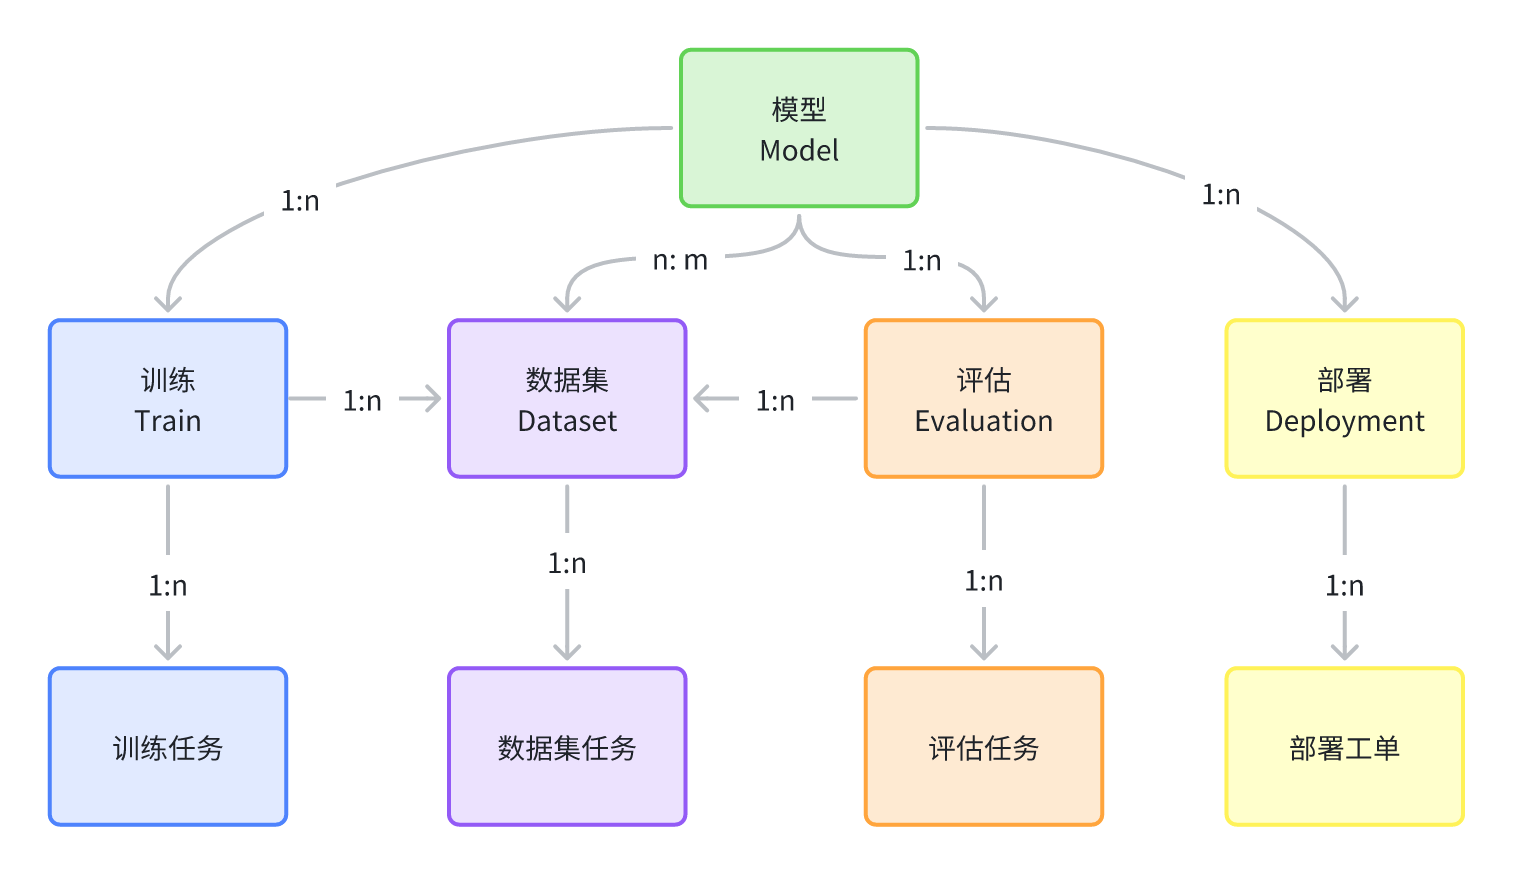 模型
Model
1:n
1:n
n: m
1:n
训练
Train
1:n
数据集
Dataset
1:n
评估
Evaluation
部署
Deployment
1:n
1:n
1:n
1:n
训练任务
数据集任务
评估任务
部署工单